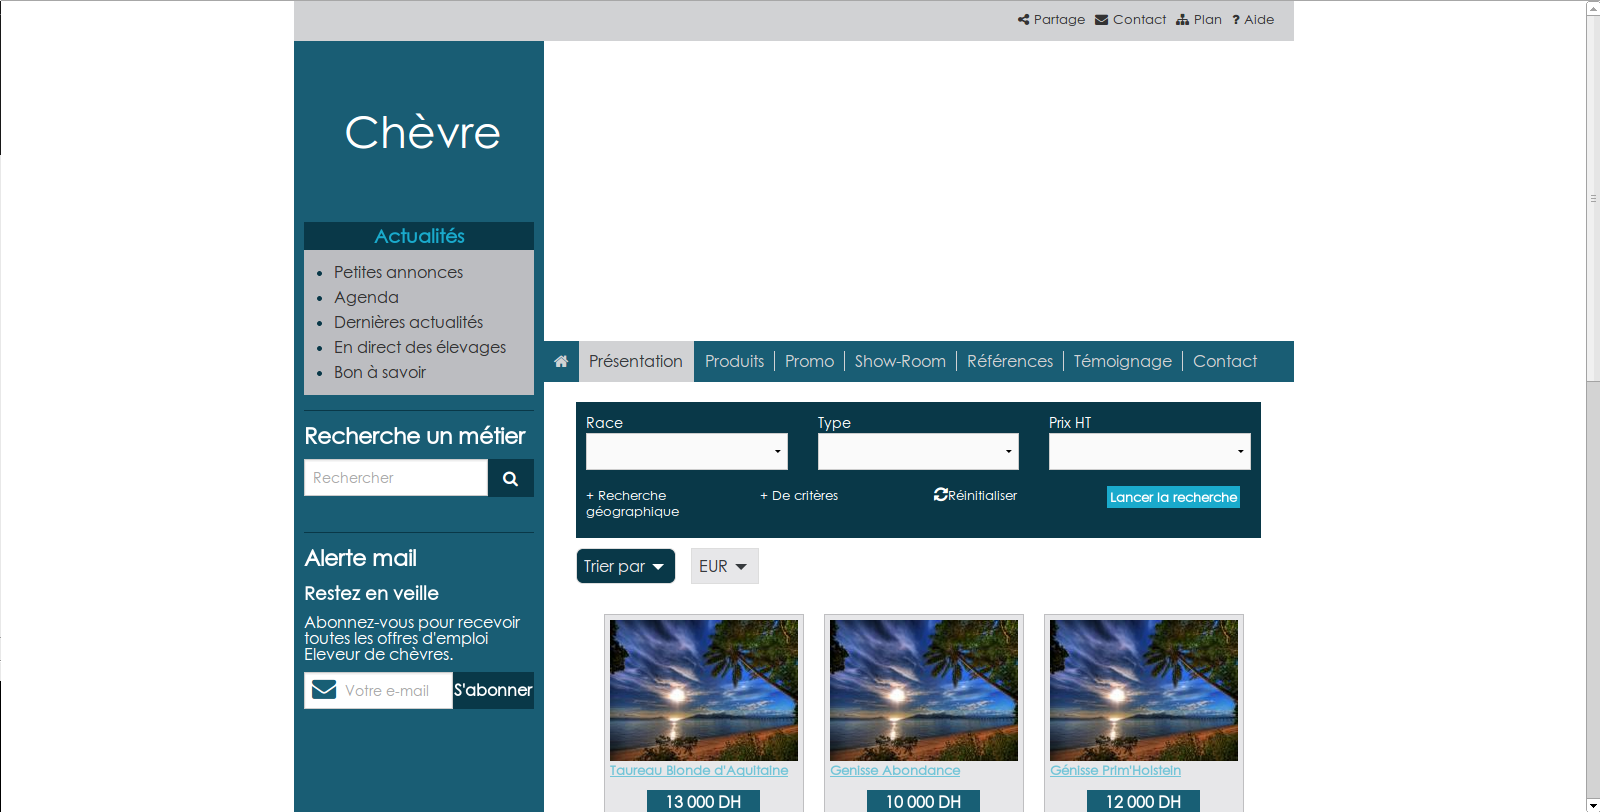 Partage Contact Plan ? Aide
Chèvre
Actualités
Petites annonces
Agenda
Dernières actualités
En direct des élevages
Bon à savoir
Recherche un métier
Rechercher
Alerte mail
Restez en veille
Abonnez-vous pour recevoir
toutes les offres d'emploi
Eleveur de chèvres.
Votre e-mail S'abonner
Présentation Produits Promo Show-Room Références Témoignage Contact
Race Type Prix HT
+ Recherche
géographique
+ De critères
Réinitialiser
Lancer la recherche
Trier par EUR
Taureau Blonde d'Aquitaine
13 000 DH
Genisse Abondance
10 000 DH
Génisse Prim'Holstein
12 000 DH